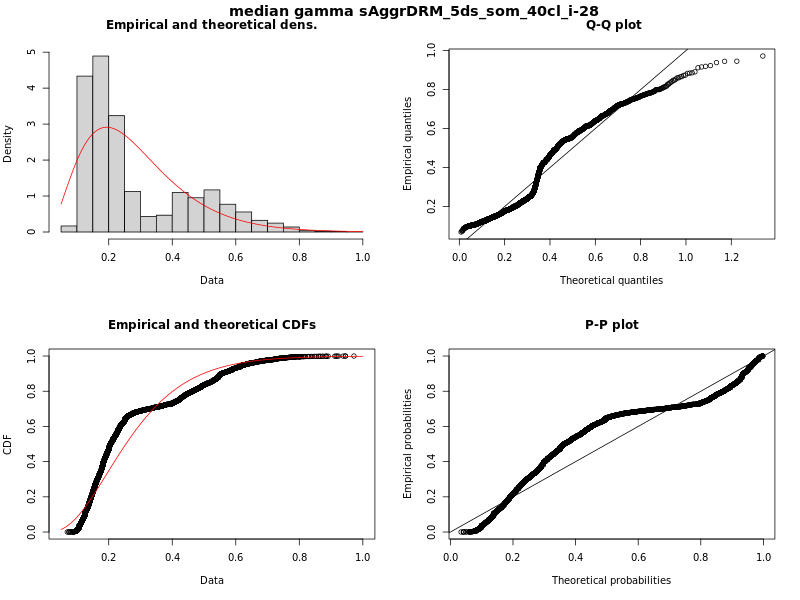 median gamma sAggrDRM_5ds_som_40cl_i-28
Empirical and theoretical dens.
Density
0 1 2 3 4 5
0.2 0.4 0.6 0.8 1.0
Data
Q-Q plot
Empirical quantiles
0.2 0.4 0.6 0.8 1.0
0.0 0.2 0.4 0.6 0.8 1.0 1.2
Theoretical quantiles
Empirical and theoretical CDFs
CDF
0.0 0.2 0.4 0.6 0.8 1.0
0.2 0.4 0.6 0.8 1.0
Data
P-P plot
Empirical probabilities
0.0 0.2 0.4 0.6 0.8 1.0
0.0 0.2 0.4 0.6 0.8 1.0
Theoretical probabilities